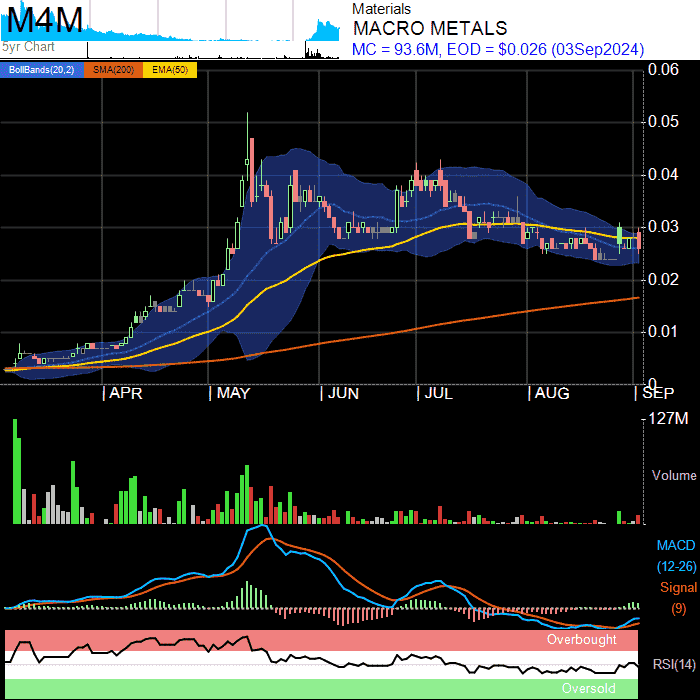 M4M
5yr Chart
Materials
MACRO METALS
MC = 93.6M, EOD = $0.026 (03Sep2024)
BollBands(20,2) SMA(200) EMA(50)
0.06
0.05
0.04
0.03
0.02
0.01
0
APR MAY JUN JUL AUG SEP
127M
Volume
MACD
(12-26)
Signal
(9)
Overbought
RSI(14)
Oversold